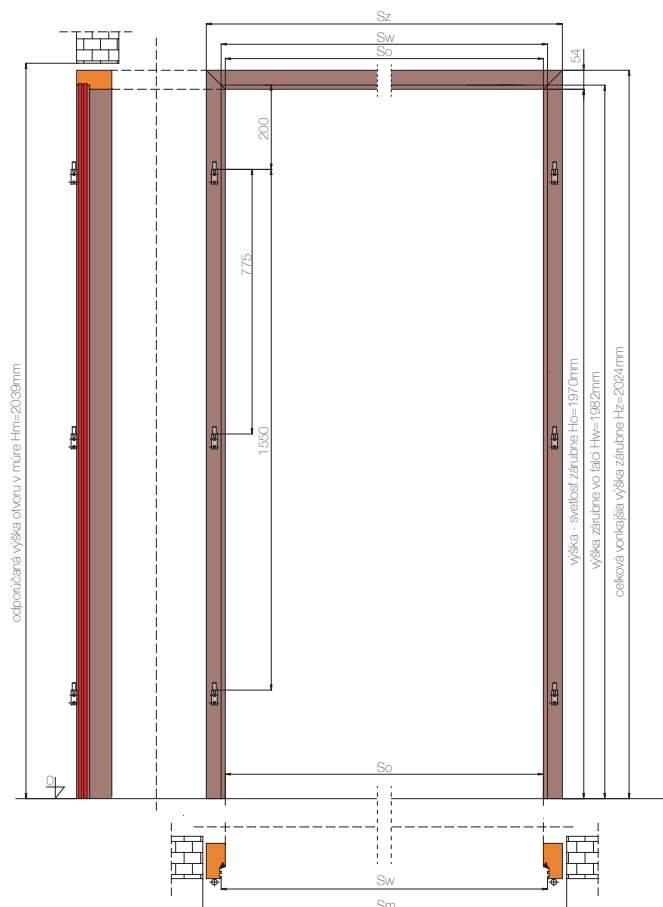 Sz
Sw
So
54
200
775
1550
odporúčaná výška otvoru v múre Hm=2039mm
výška - svetlosť zárubne Ho=1970mm
výška zárubne vo falci Hw=1982mm
celková vonkajšia výška zárubne Hz=2024mm
0
So
Sw
Sm